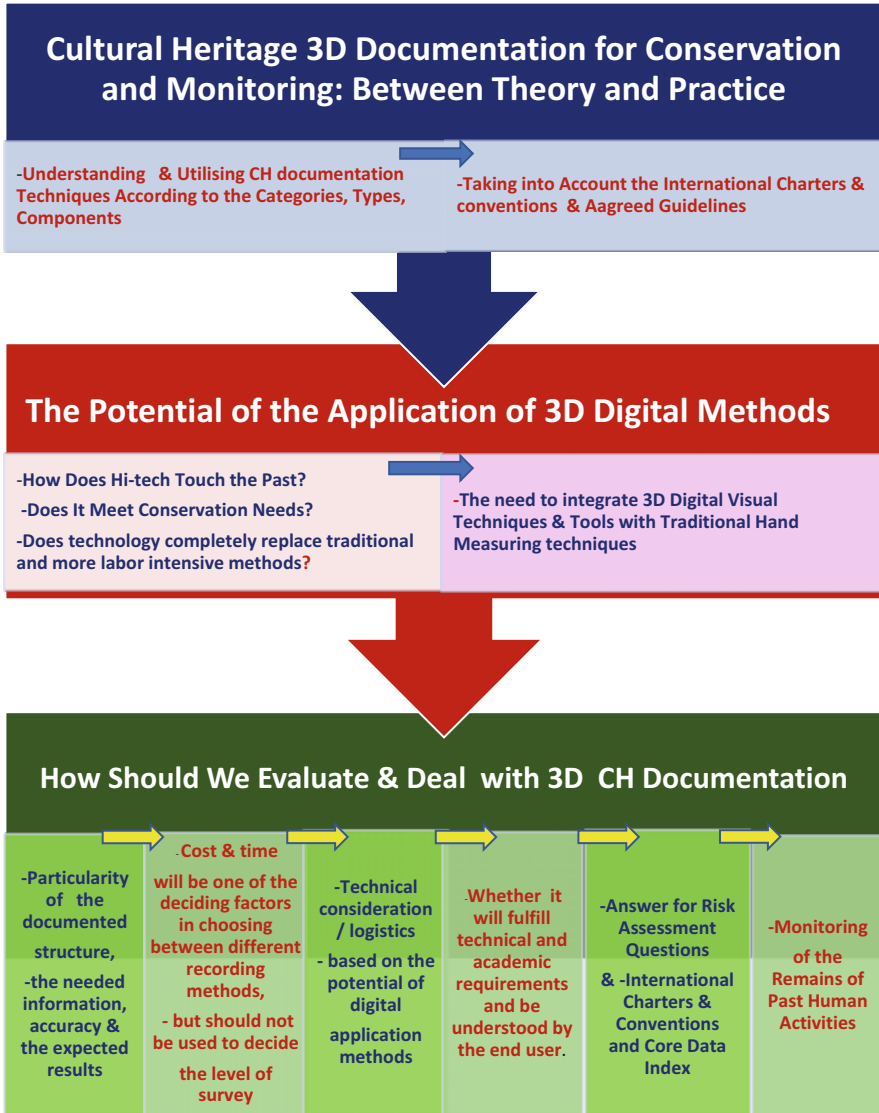 Cultural Heritage 3D Documentation for Conservation
and Monitoring: Between Theory and Practice
-Understanding & Utilising CH documentation
Techniques According to the Categories, Types,
Components
-Taking into Account the International Charters &
conventions & Aagreed Guidelines
The Potential of the Application of 3D Digital Methods
-How Does Hi-tech Touch the Past?
-Does It Meet Conservation Needs?
-Does technology completely replace traditional
and more labor intensive methods?
-The need to integrate 3D Digital Visual
Techniques & Tools with Traditional Hand
Measuring techniques
How Should We Evaluate & Deal with 3D CH Documentation
-Particularity
of the
documented
structure,
-the needed
information,
accuracy &
the expected
results
-Cost & time
will be one of the
deciding factors
in choosing
between different
recording
methods,
- but should not
be used to decide
the level of
survey
-Technical
consideration
/ logistics
- based on the
potential of
digital
application
methods
-Whether it
will fulfill
technical and
academic
requirements
and be
understood by
the end user.
-Answer for Risk
Assessment
Questions
& -International
Charters &
Conventions
and Core Data
Index
-Monitoring
of the
Remains of
Past Human
Activities